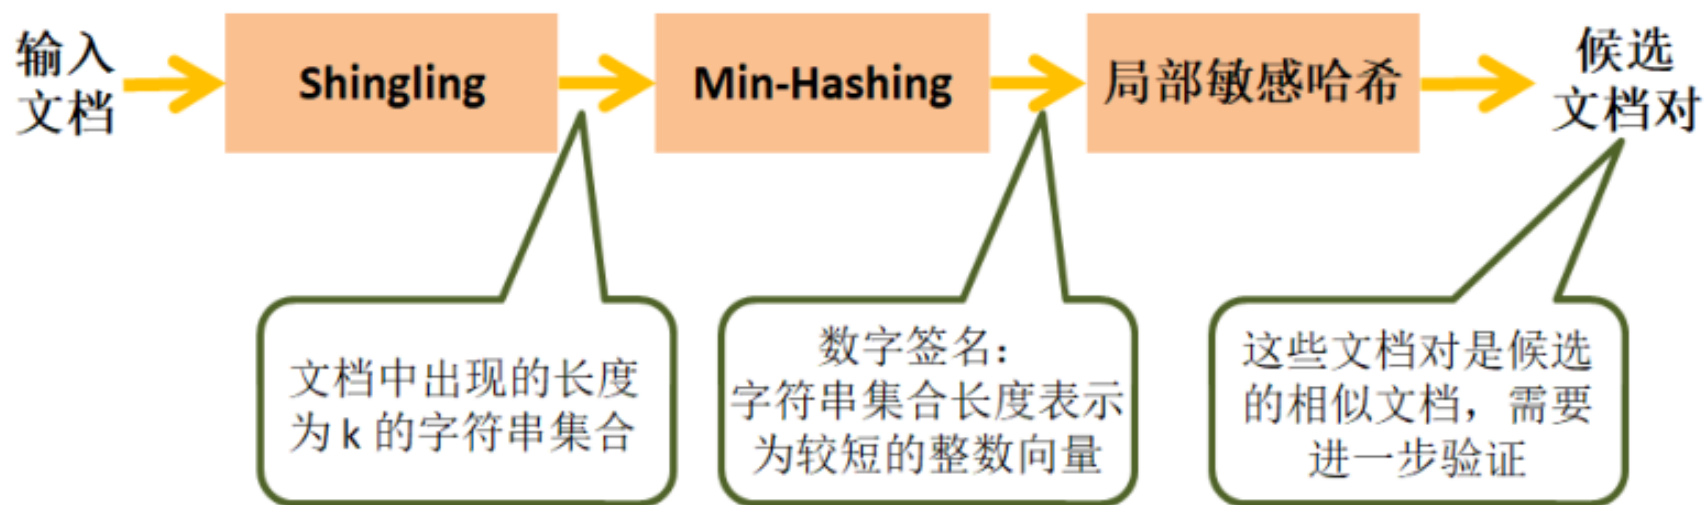 输入
文档
Shingling
Min-Hashing
局部敏感哈希
候选
文档对
文档中出现的长度
为 k 的字符串集合
数字签名：
字符串集合长度表示
为较短的整数向量
这些文档对是候选
的相似文档，需要
进一步验证